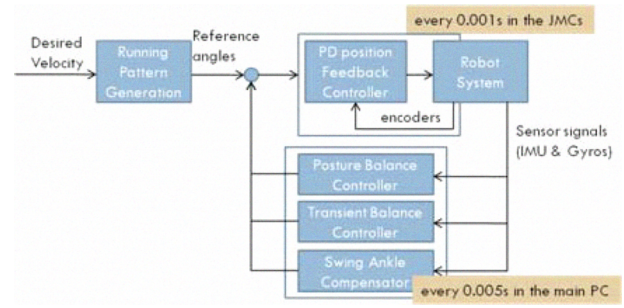 every 0.001s in the JMCs
Desired
Velocity
Running
Pattern
Generation
Reference
angles
PD position
Feedback
Controller
Robot
System
encoders
Sensor signals
(IMU & Gyros)
Posture Balance
Controller
Transient Balance
Controller
Swing Ankle
Compensator
every 0.005s in the main PC